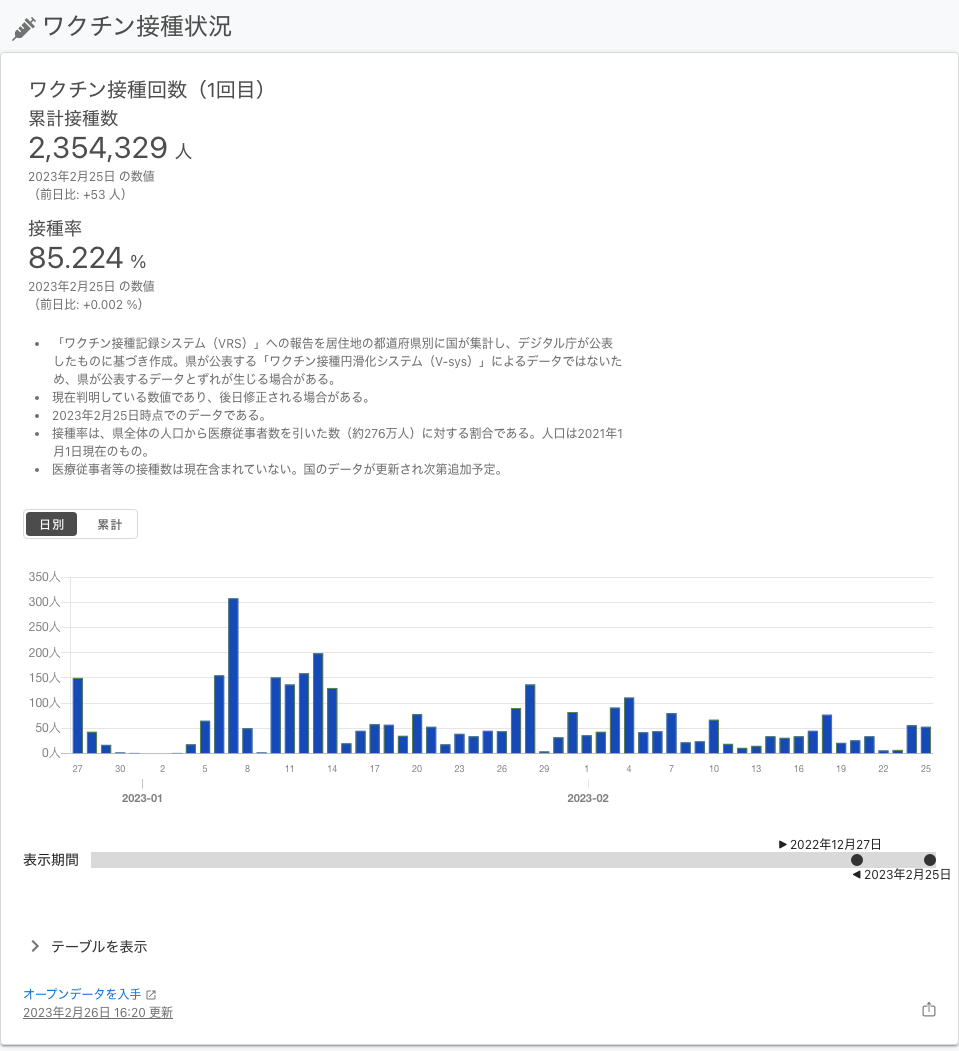 ワクチン接種状況
ワクチン接種回数（1回目）
累計接種数
2,354,329 人
2023年2月25日 の数値
（前日比: +53 人）
接種率
85.224 %
2023年2月25日 の数値
（前日比: +0.002 %）
• 「ワクチン接種記録システム（VRS）」への報告を居住地の都道府県別に国が集計し、デジタル庁が公表
したものに基づき作成。県が公表する「ワクチン接種円滑化システム（V-sys）」によるデータではないた
め、県が公表するデータとずれが生じる場合がある。
• 現在判明している数値であり、後日修正される場合がある。
• 2023年2月25日時点でのデータである。
• 接種率は、県全体の人口から医療従事者数を引いた数（約276万人）に対する割合である。人口は2021年1
月1日現在のもの。
• 医療従事者等の接種数は現在含まれていない。国のデータが更新され次第追加予定。
日別 累計
350人
300人
250人
200人
150人
100人
50人
0人
27 30 2 5 8 11 14 17 20 23 26 29 1 4 7 10 13 16 19 22 25
2023-01 2023-02
▶ 2022年12月27日
表示期間
◀ 2023年2月25日
テーブルを表示
オープンデータを入手
2023年2月26日 16:20 更新